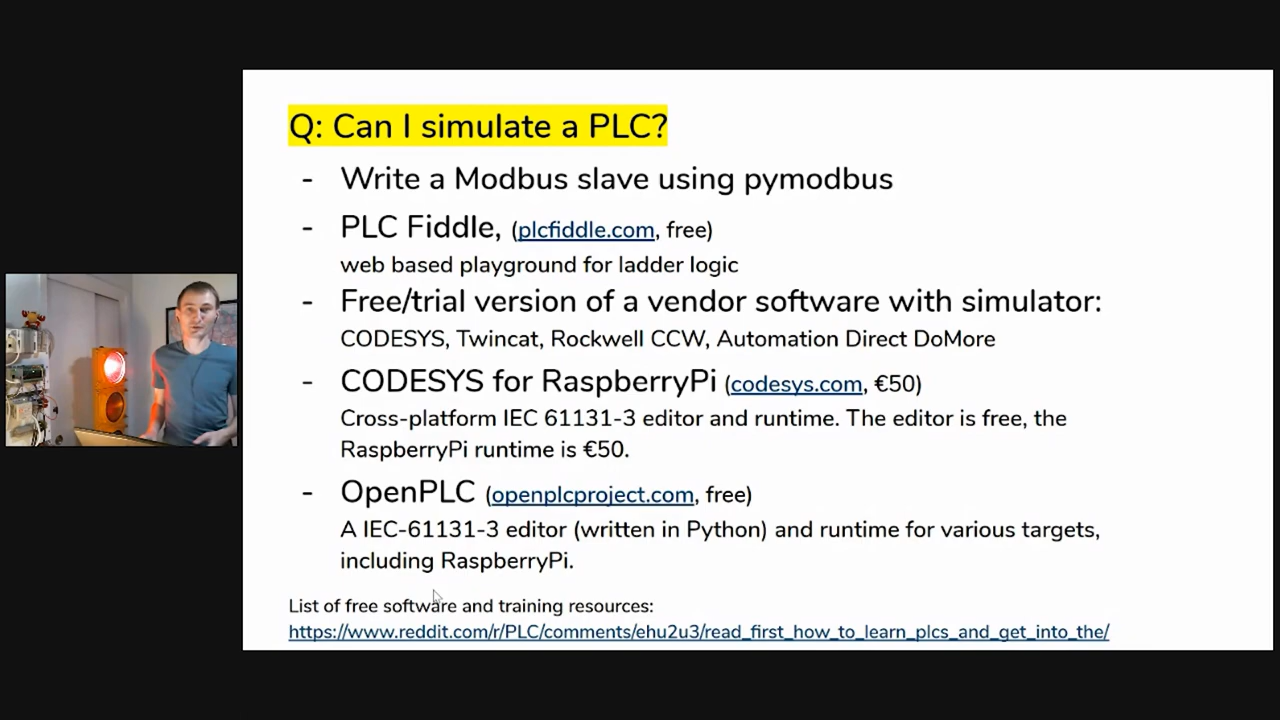 Q: Can I simulate a PLC?
- Write a Modbus slave using pymodbus
- PLC Fiddle, (plcfiddle.com, free)
web based playground for ladder logic
- Free/trial version of a vendor software with simulator:
CODESYS, Twincat, Rockwell CCW, Automation Direct DoMore
- CODESYS for RaspberryPi (codesys.com, €50)
Cross-platform IEC 61131-3 editor and runtime. The editor is free, the
RaspberryPi runtime is €50.
- OpenPLC (openplcproject.com, free)
A IEC-61131-3 editor (written in Python) and runtime for various targets,
including RaspberryPi.
List of free software and training resources:
https://www.reddit.com/r/PLC/comments/ehu2u3/read_first_how_to_learn_plcs_and_get_into_the/